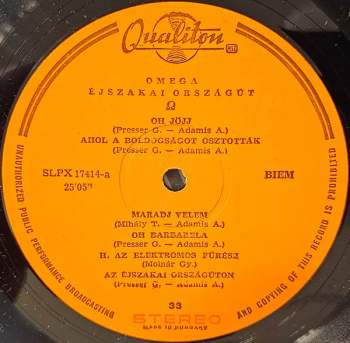 Qualiton
OMEGA
ÉJSZAKAI ORSZÁGÚT
Ω
OH JÖJJ
(Presser G. — Adamis A.)
AHOL A BOLDOGSÁGOT OSZTOTTÁK
(Presser G. — Adamis A.)
SLPX 17414-a
25'05"
BIEM
MARADJ VELEM
(Mihály T. — Adamis A.)
OH BARBARELA
(Presser G. — Adamis A.)
H. AZ ELEKTROMOS FŰRÉSZ
(Molnár Gy.)
AZ ÉJSZAKAI ORSZÁGÚTON
(Presser G. — Adamis A.)
33
STEREO
MADE IN HUNGARY
UNAUTHORIZED PUBLIC PERFORMANCE BROADCASTING
AND COPYING OF THIS RECORD IS PROHIBITED